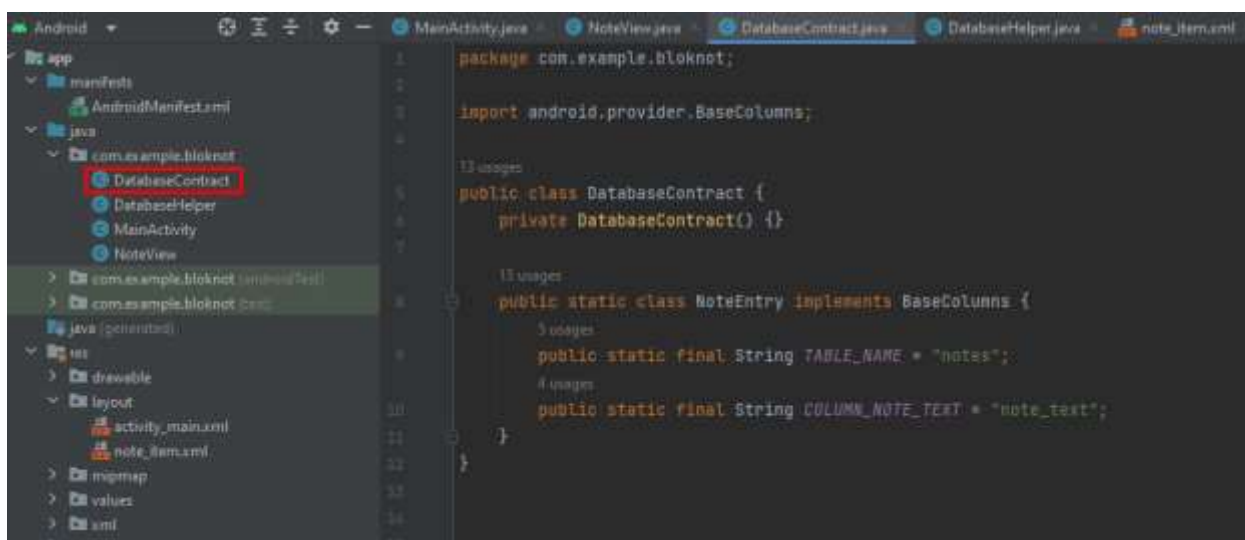 Android
MainActivity.java
NoteView.java
DatabaseContract.java
DatabaseHelper.java
note_item.xml
app
manifests
AndroidManifest.xml
java
com.example.bloknot
DatabaseContract
DatabaseHelper
MainActivity
NoteView
com.example.bloknot (androidTest)
com.example.bloknot (test)
java (generated)
res
drawable
layout
activity_main.xml
note_item.xml
mipmap
values
xml
1 package com.example.bloknot;
2
3 import android.provider.BaseColumns;
4
13 usages
5 public class DatabaseContract {
6 private DatabaseContract() {}
7
13 usages
8 public static class NoteEntry implements BaseColumns {
5 usages
9 public static final String TABLE_NAME = "notes";
4 usages
10 public static final String COLUMN_NOTE_TEXT = "note_text";
11 }
12 }
13
14